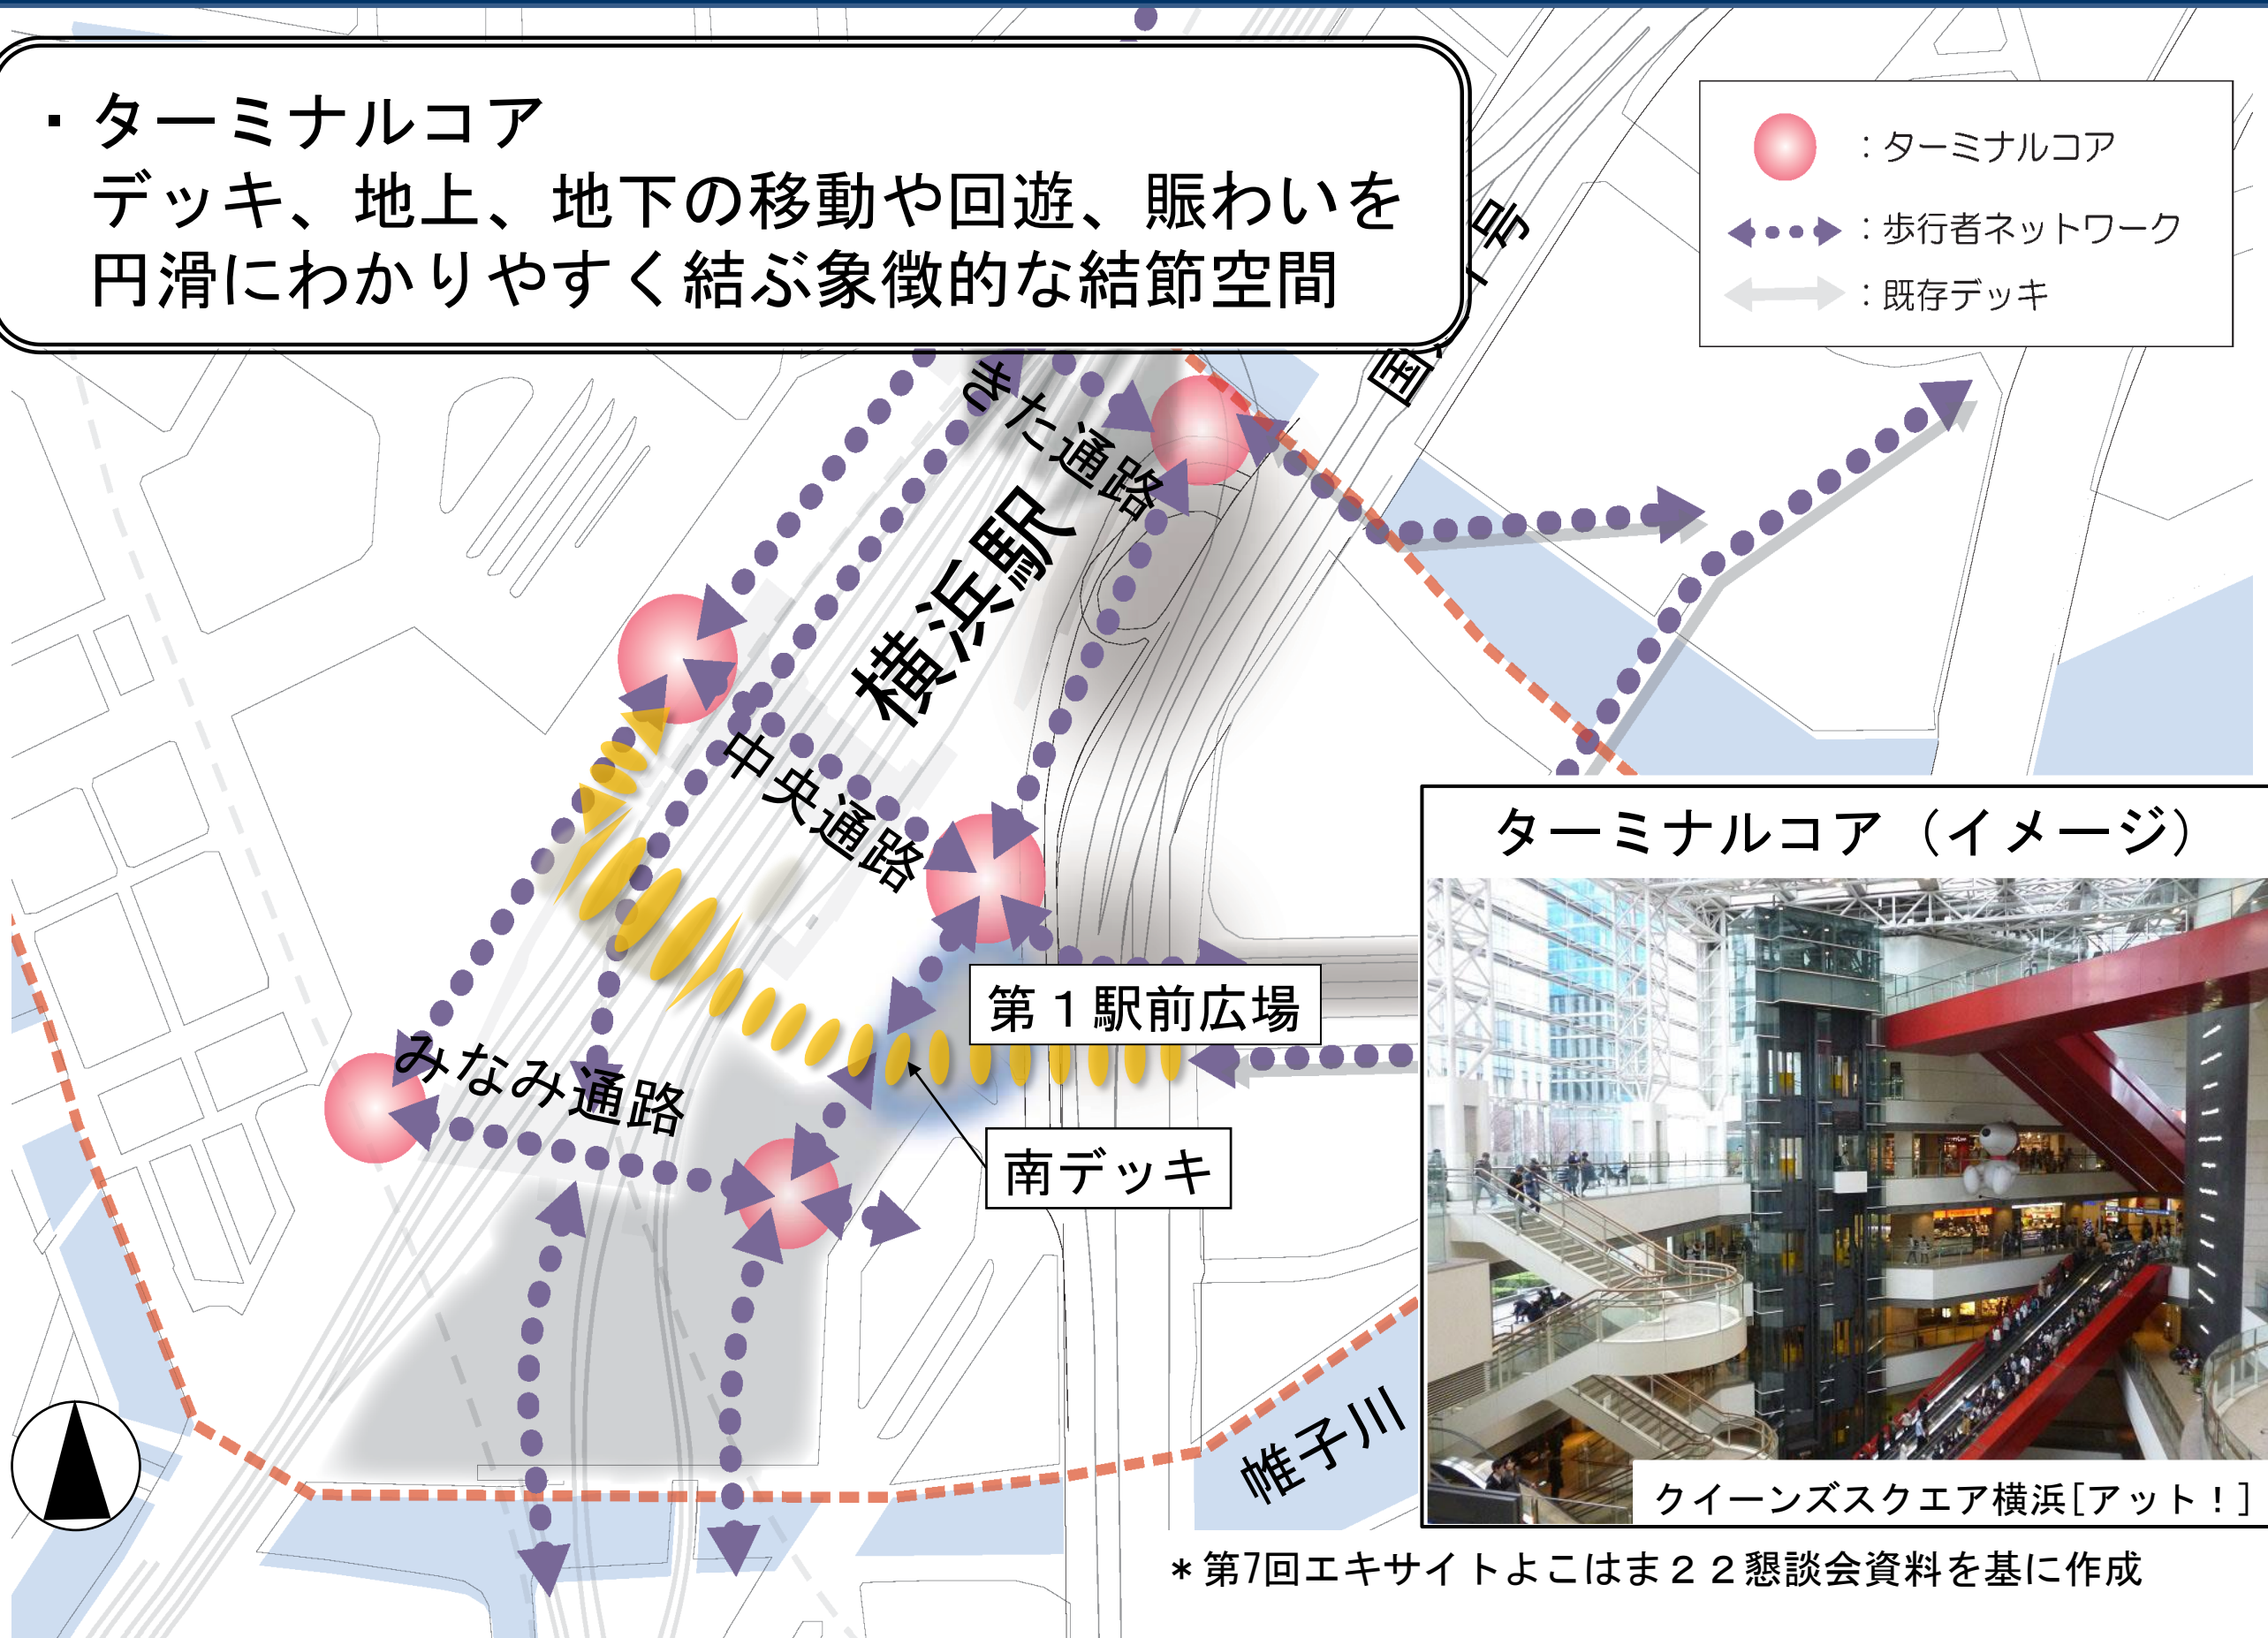 ・ターミナルコア
デッキ、地上、地下の移動や回遊、賑わいを
円滑にわかりやすく結ぶ象徴的な結節空間
：ターミナルコア
：歩行者ネットワーク
：既存デッキ
号
国
きた通路
横浜駅
中央通路
第１駅前広場
みなみ通路
南デッキ
帷子川
ターミナルコア（イメージ）
クイーンズスクエア横浜[アット！]
＊第7回エキサイトよこはま２２懇談会資料を基に作成